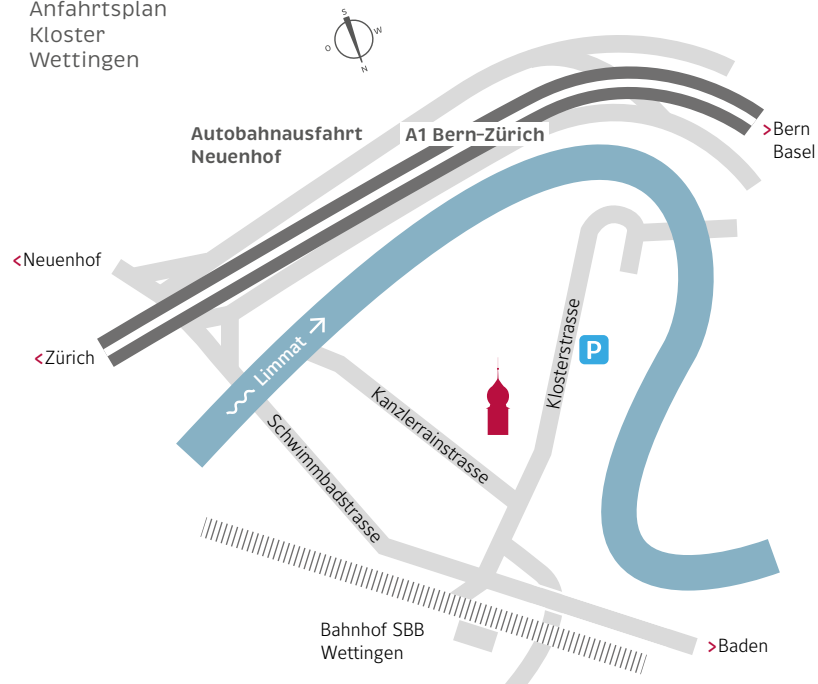 Anfahrtsplan
Kloster
Wettingen
S
W
O
N
Autobahnausfahrt
Neuenhof
A1 Bern–Zürich
>Bern
Basel
<Neuenhof
<Zürich
Limmat
Klosterstrasse
P
Kanzlerrainstrasse
Schwimmbadstrasse
Bahnhof SBB
Wettingen
>Baden